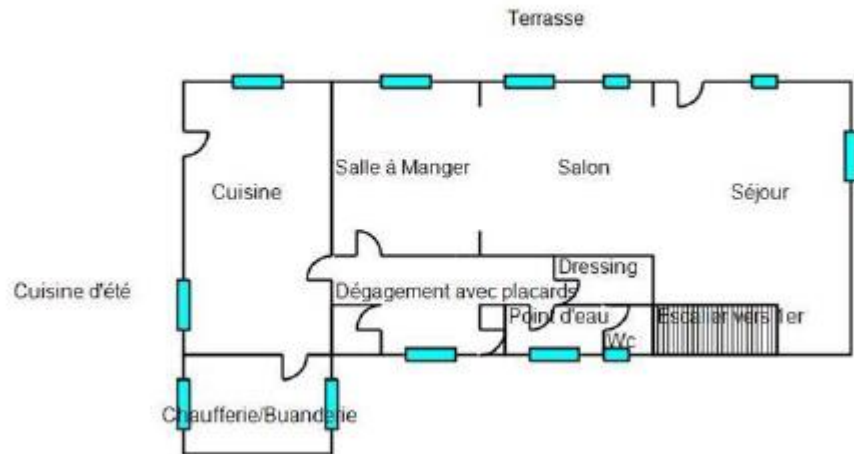 Terrasse
Salle à Manger
Salon
Cuisine
Séjour
Dressing
Cuisine d'été
Dégagement avec placards
Point d'eau
Escalier vers 1er
Wc
Chaufferie/Buanderie